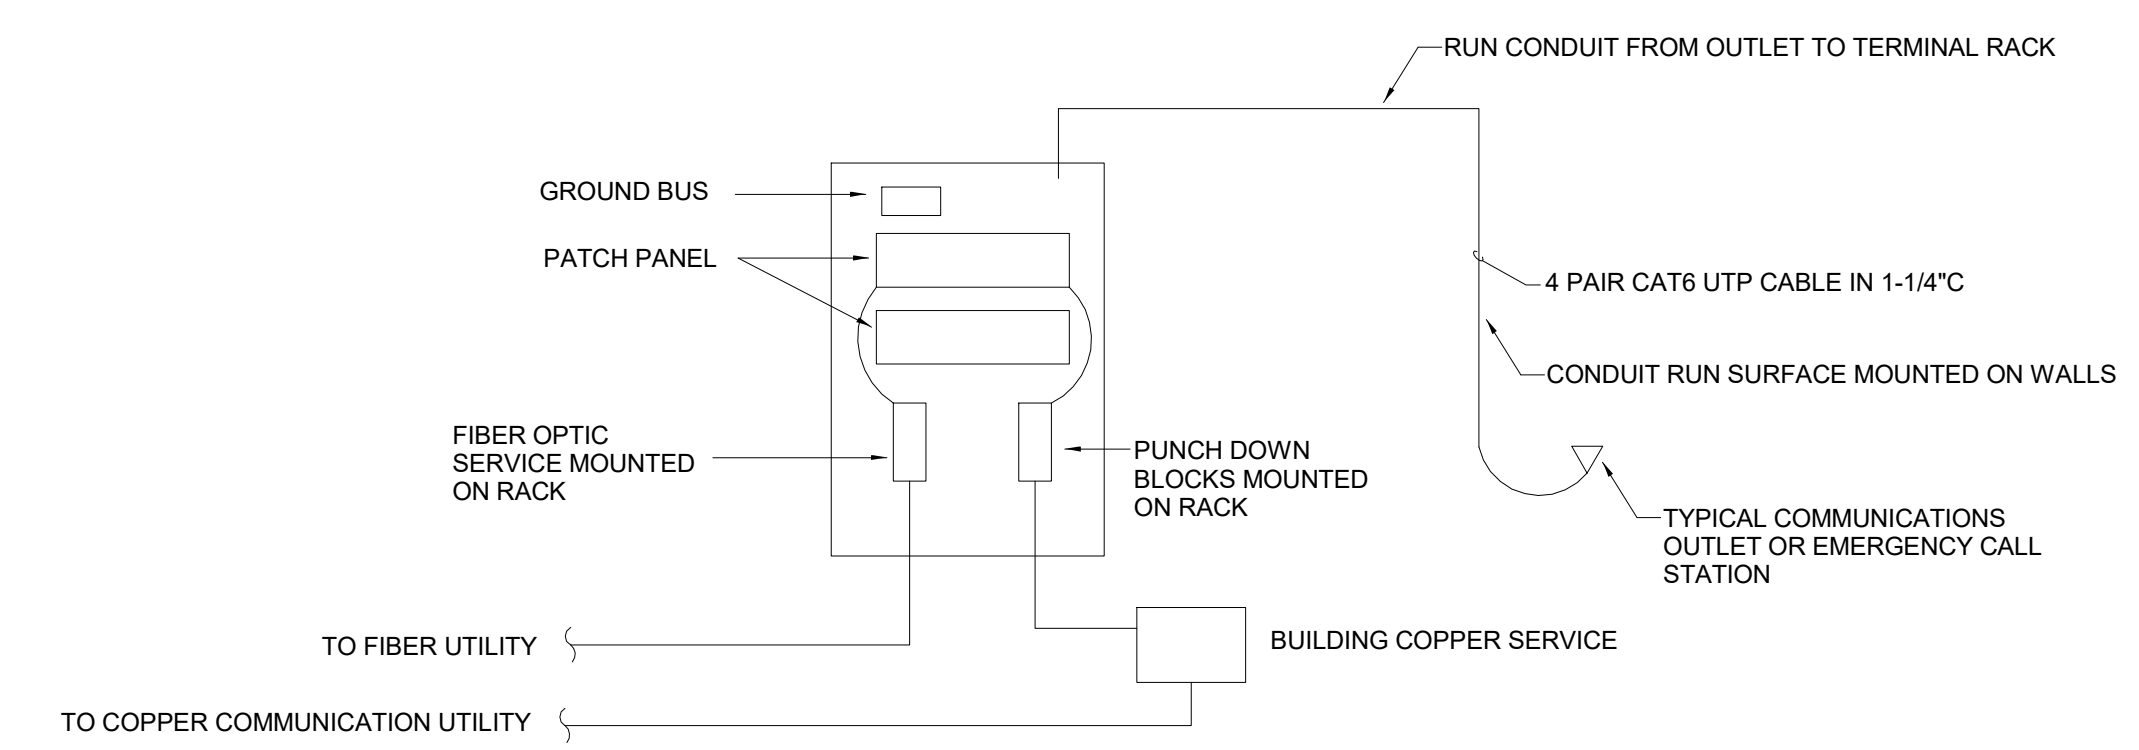 RUN CONDUIT FROM OUTLET TO TERMINAL RACK
GROUND BUS
PATCH PANEL
4 PAIR CAT6 UTP CABLE IN 1-1/4"C
CONDUIT RUN SURFACE MOUNTED ON WALLS
FIBER OPTIC
SERVICE MOUNTED
ON RACK
PUNCH DOWN
BLOCKS MOUNTED
ON RACK
TYPICAL COMMUNICATIONS
OUTLET OR EMERGENCY CALL
STATION
TO FIBER UTILITY
BUILDING COPPER SERVICE
TO COPPER COMMUNICATION UTILITY